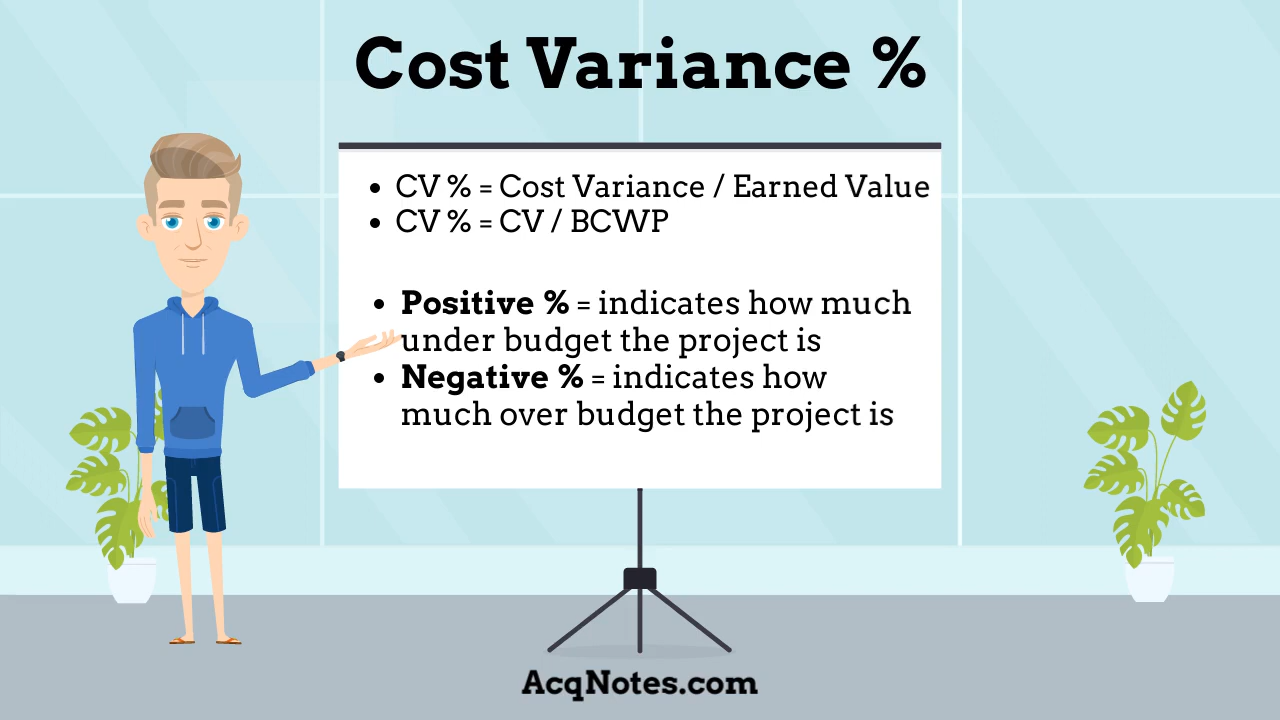 Cost Variance %
• CV % = Cost Variance / Earned Value
• CV % = CV / BCWP
• Positive % = indicates how much
under budget the project is
• Negative % = indicates how
much over budget the project is
AcqNotes.com